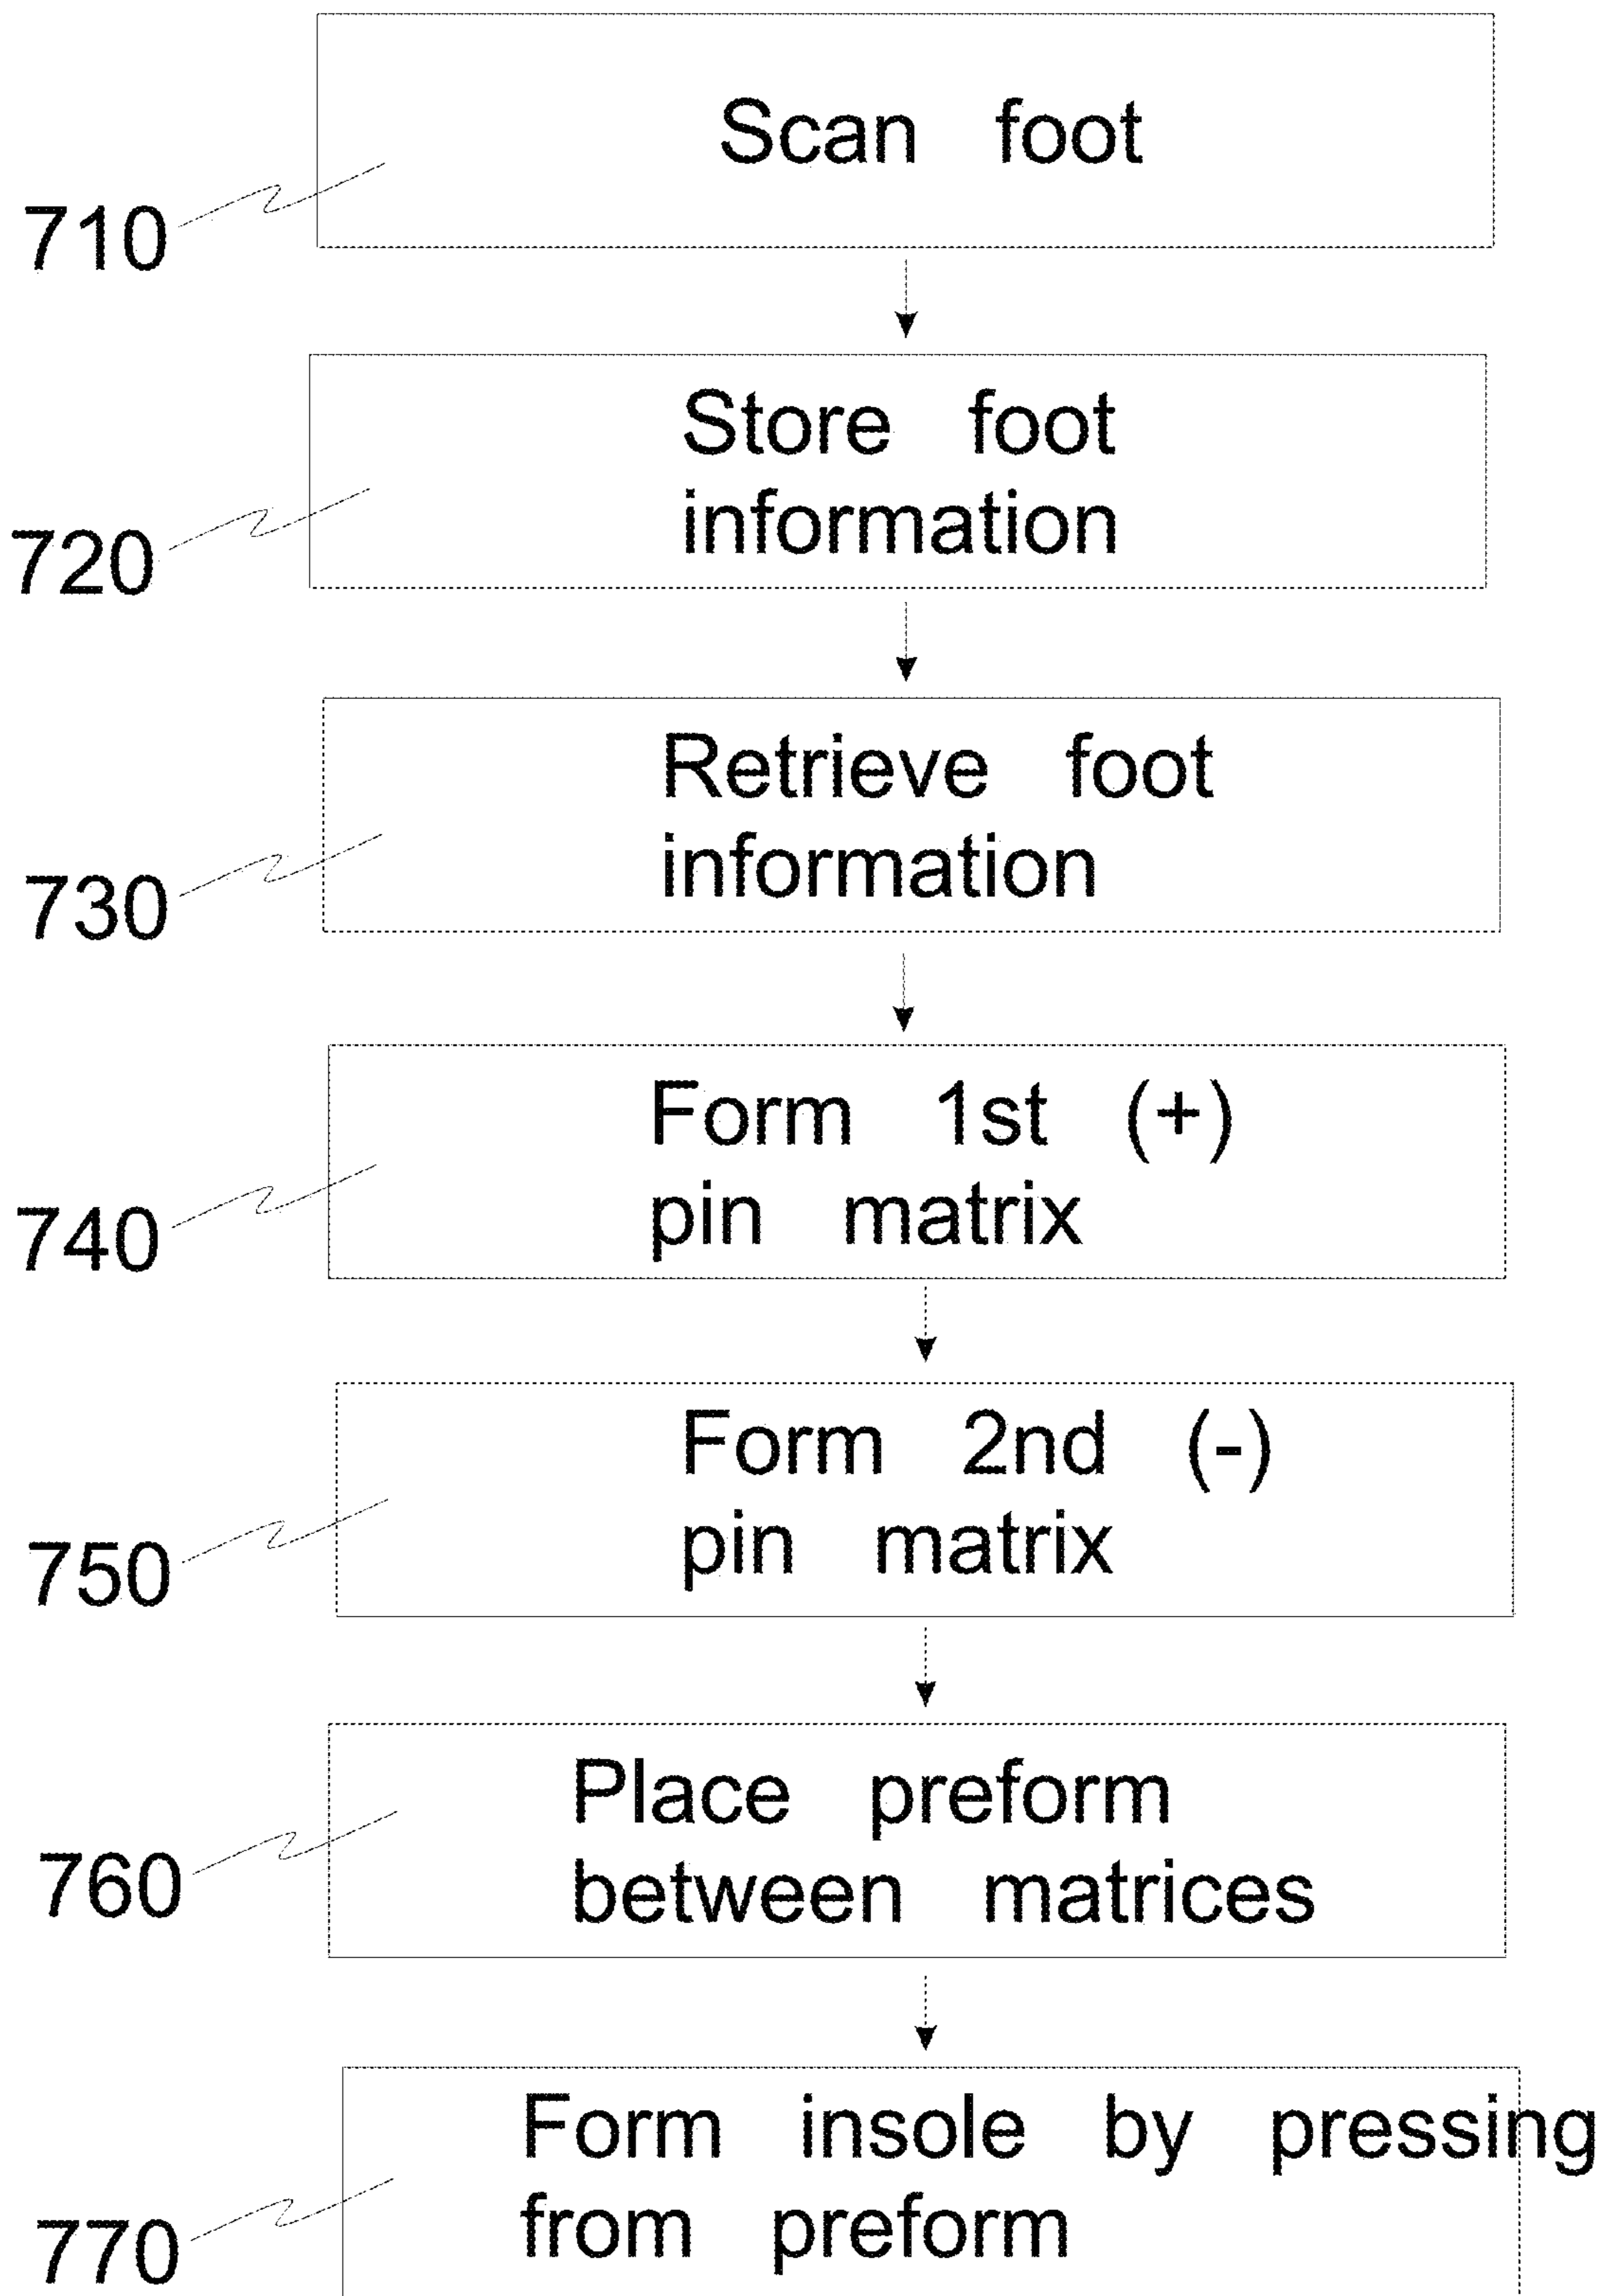 Scan foot
710
Store foot
information
720
Retrieve foot
information
730
Form 1st (+)
pin matrix
740
Form 2nd (-)
pin matrix
750
Place preform
between matrices
760
Form insole by pressing
from preform
770